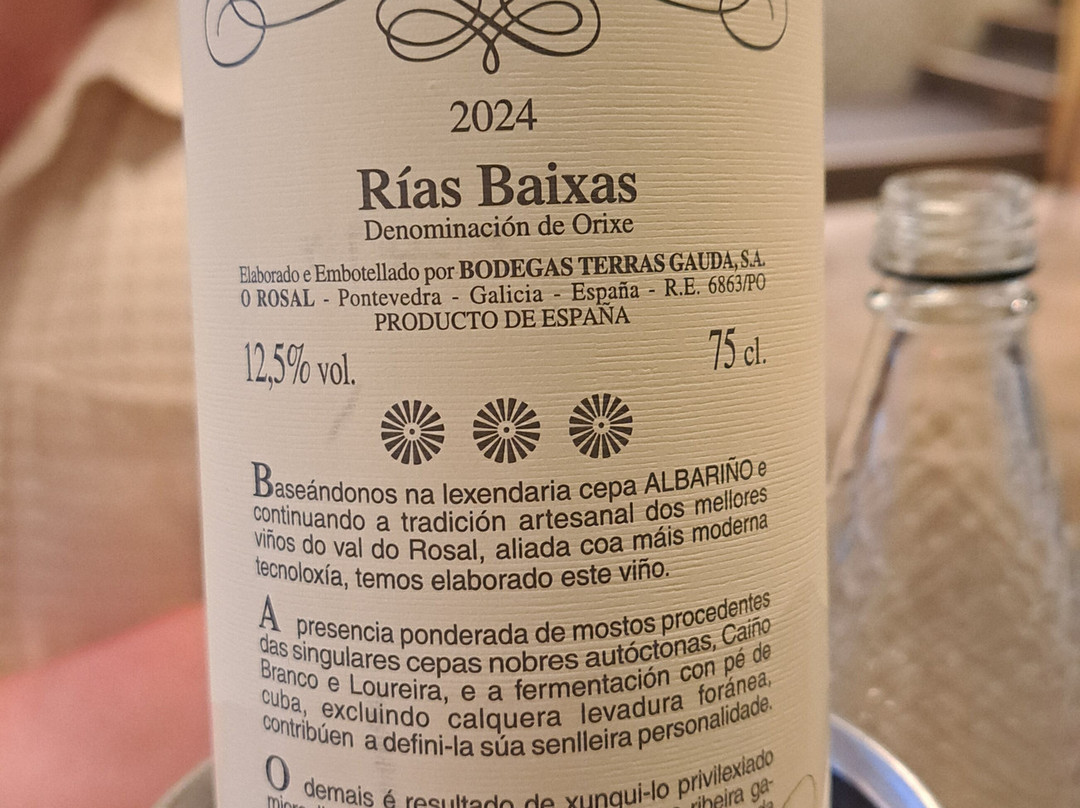 2024
Rías Baixas
Denominación de Orixe
Elaborado e Embotellado por BODEGAS TERRAS GAUDA, S.A.
O ROSAL - Pontevedra - Galicia - España - R.E. 6863/PO
PRODUCTO DE ESPAÑA
12,5% vol. 75 cl.
Baseándonos na lexendaria cepa ALBARIÑO e
continuando a tradición artesanal dos mellores
viños do val do Rosal, aliada coa máis moderna
tecnoloxía, temos elaborado este viño.
A presencia ponderada de mostos procedentes
das singulares cepas nobres autóctonas, Caiño
Branco e Loureira, e a fermentación con pé de
cuba, excluindo calquera levadura foránea,
contribúen a defini-la súa senlleira personalidade.
O demais é resultado de xunqui-lo privilexiado
ribeira ga-